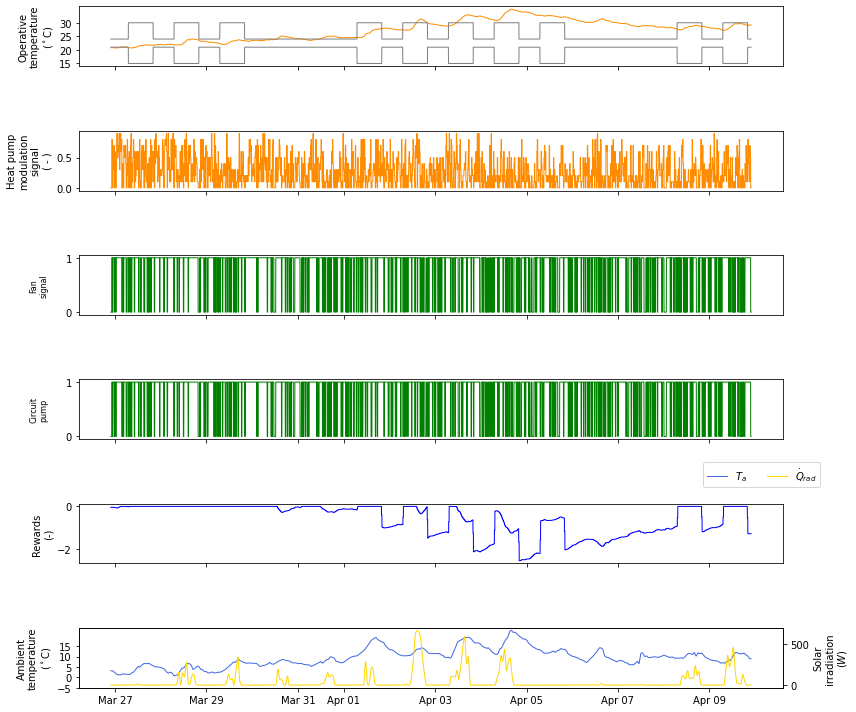 Operative
temperature
(°C)
30
25
20
15
Heat pump
modulation
signal
( - )
0.5
0.0
Fan
signal
1
0
Circuit
pump
1
0
T_a
Q̇_rad
Rewards
(-)
0
−2
Ambient
temperature
(°C)
15
10
5
0
−5
500
0
Solar
irradiation
(W)
Mar 27 Mar 29 Mar 31 Apr 01 Apr 03 Apr 05 Apr 07 Apr 09